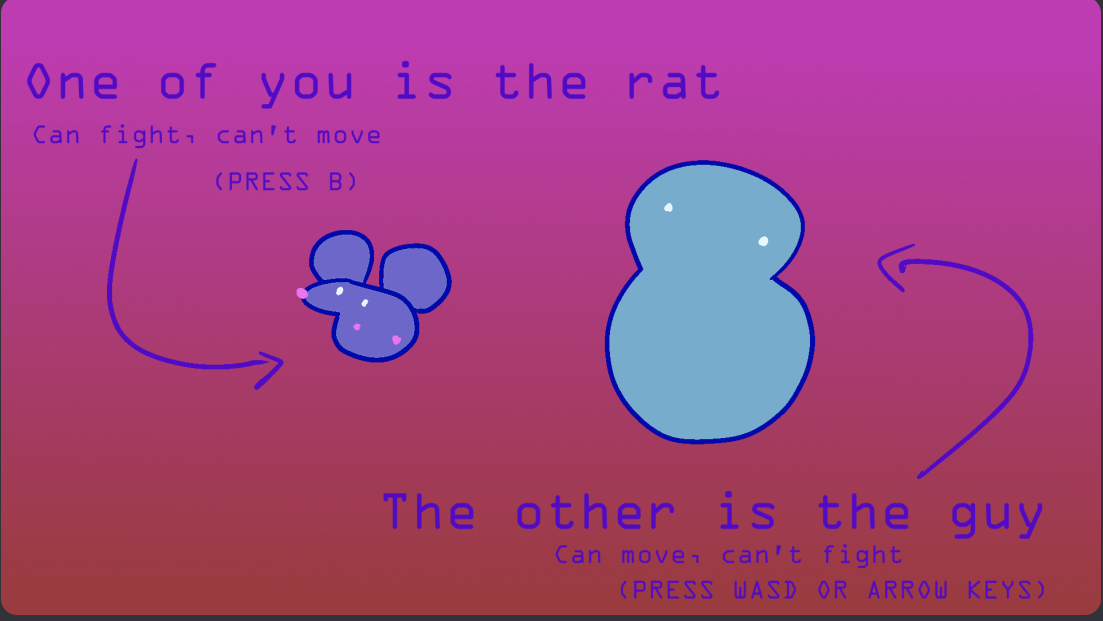 One of you is the rat
Can fight, can't move
(PRESS B)
The other is the guy
Can move, can't fight
(PRESS WASD OR ARROW KEYS)